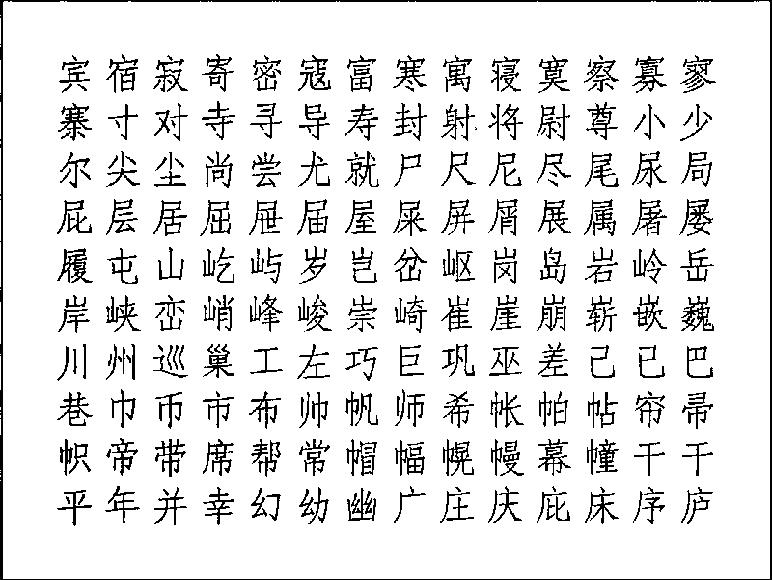 宾宿寂寄密寇富寒寓寝寞察寡寥
寨寸对寺寻导寿封射将尉尊小少
尔尖尘尚尝尤就尸尺尼尽尾尿局
屁层居屈屉届屋屎屏屑展属屠屡
履屯山屹屿岁岂岔岖岗岛岩岭岳
岸峡峦峭峰峻崇崎崔崖崩崭嵌巍
川州巡巢工左巧巨巩巫差己已巴
巷巾币市布帅帆师希帐帕帖帘帚
帜帝带席帮常帽幅幌幔幕幢干干
平年并幸幻幼幽广庄庆庇床序庐